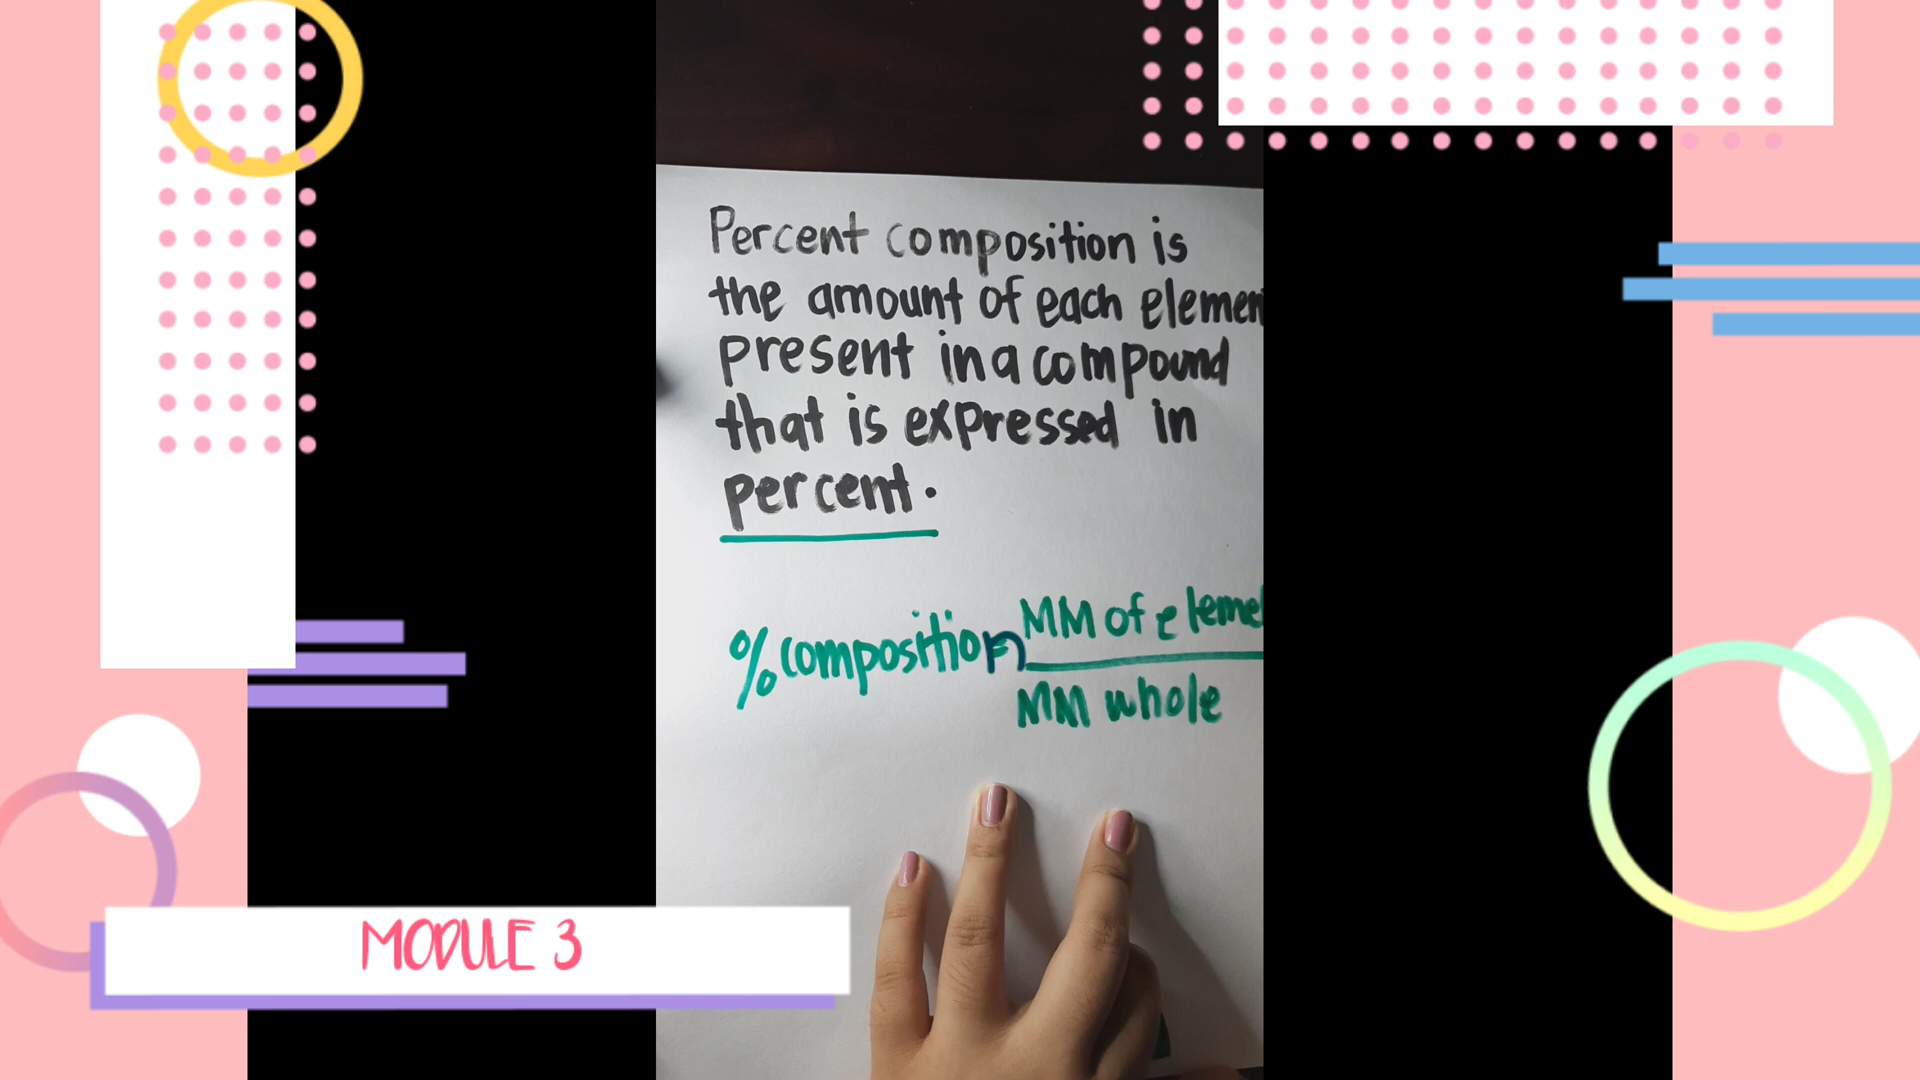 Percent composition is
the amount of each elemen
present in a compound
that is expressed in
percent.
% composition MM of eleme
MM whole
MODULE 3